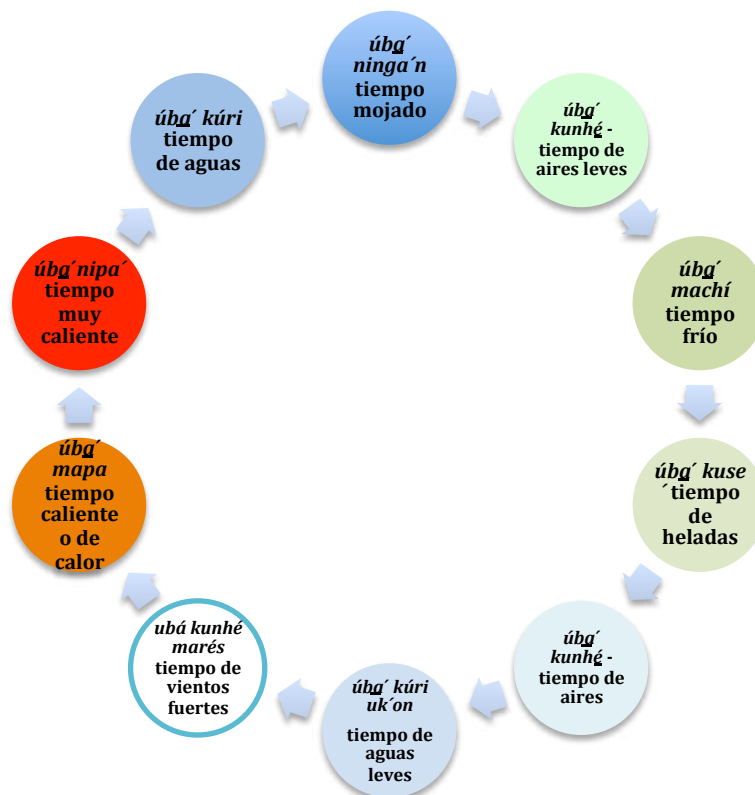 úba̱´
ninga´n
tiempo
mojado
úba̱´
kunhé̱ -
tiempo de
aires leves
úba̱´
machí
tiempo
frío
úba̱´ kuse
´tiempo
de
heladas
úba̱´
kunhé̱ -
tiempo de
aires
úba̱´ kúri
uk´on
tiempo de
aguas
leves
ubá kunhé
marés
tiempo de
vientos
fuertes
úba̱´
mapa
tiempo
caliente
o de
calor
úba̱´nipa´
tiempo
muy
caliente
úba̱´ kúri
tiempo
de aguas